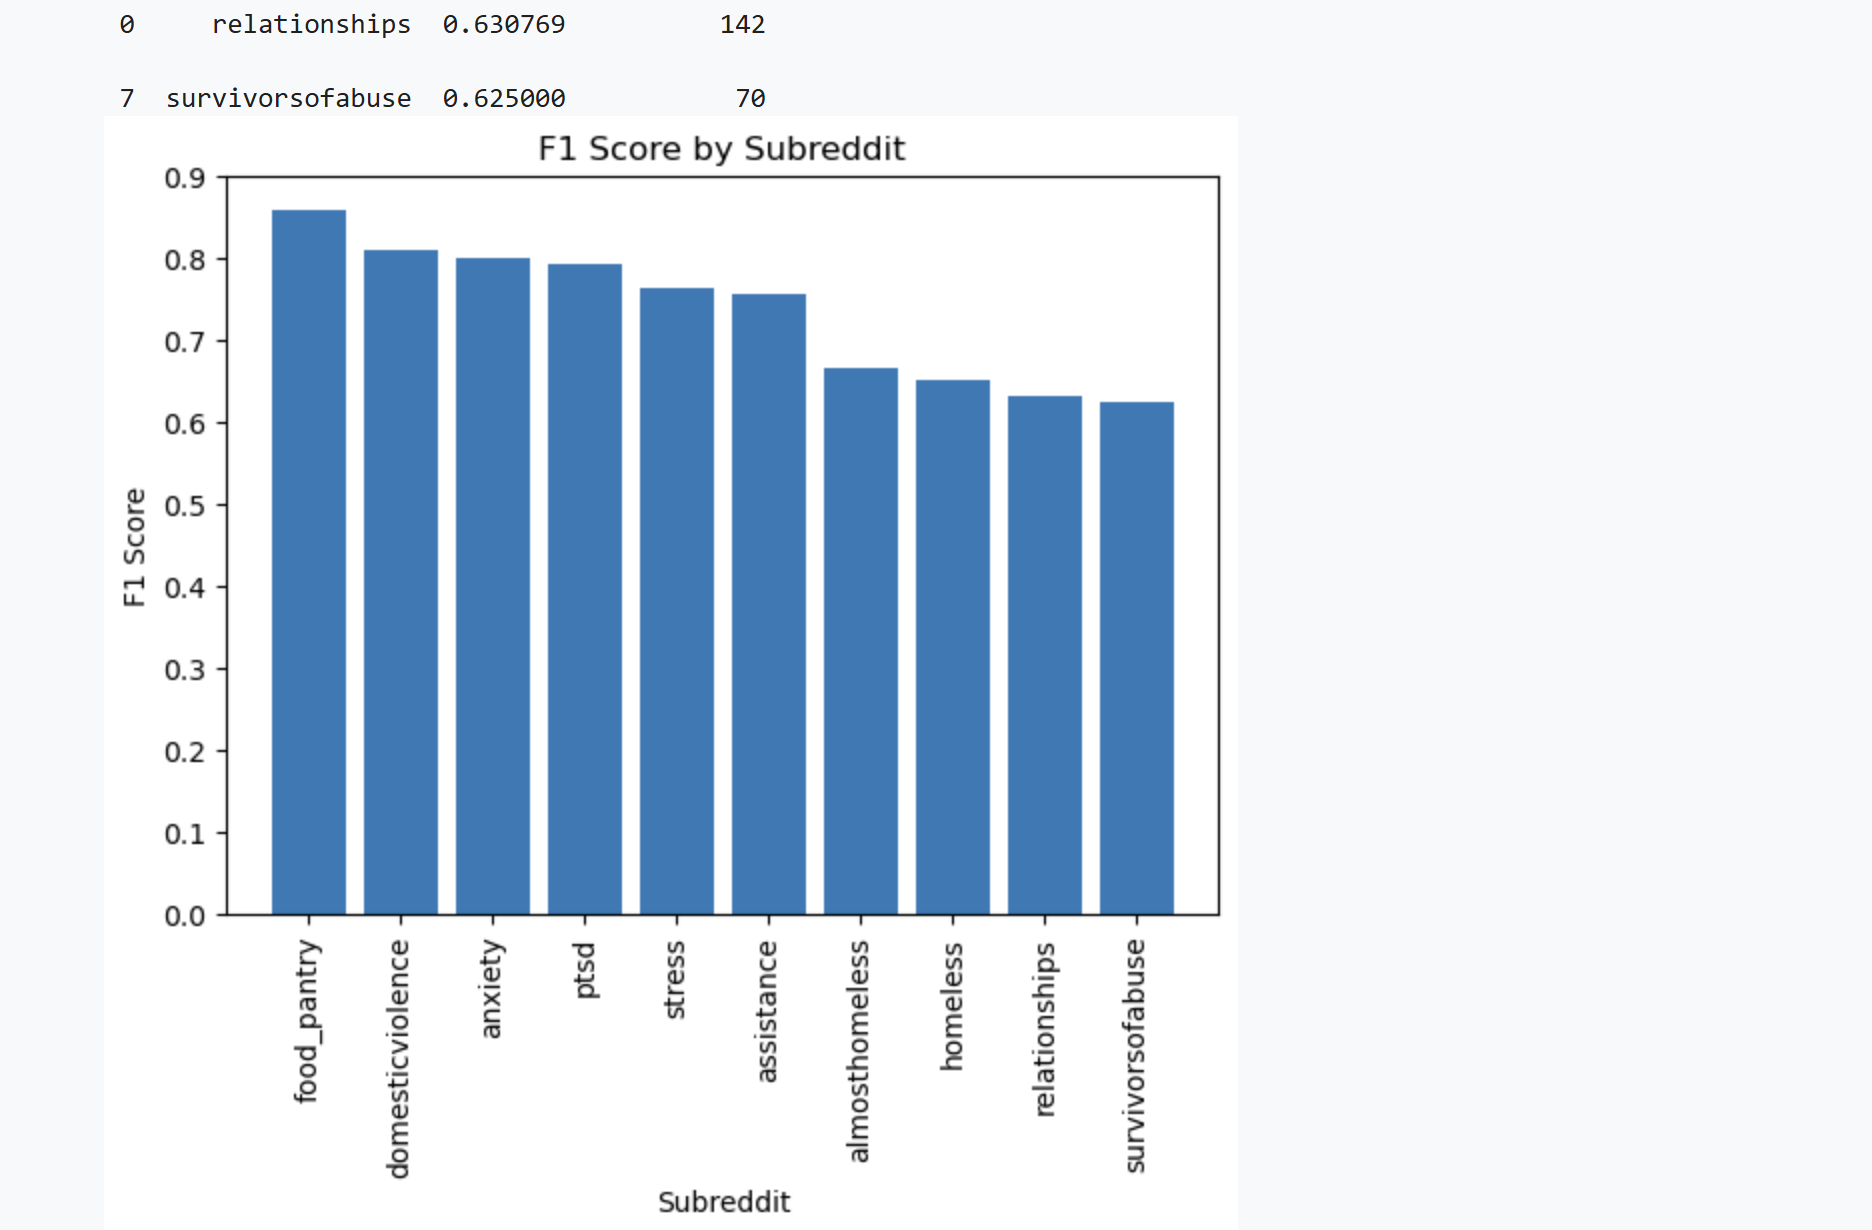 0 relationships 0.630769 142
7 survivorsofabuse 0.625000 70
F1 Score by Subreddit
0.9
0.8
0.7
0.6
0.5
0.4
0.3
0.2
0.1
0.0
F1 Score
food_pantry
domesticviolence
anxiety
ptsd
stress
assistance
almosthomeless
homeless
relationships
survivorsofabuse
Subreddit